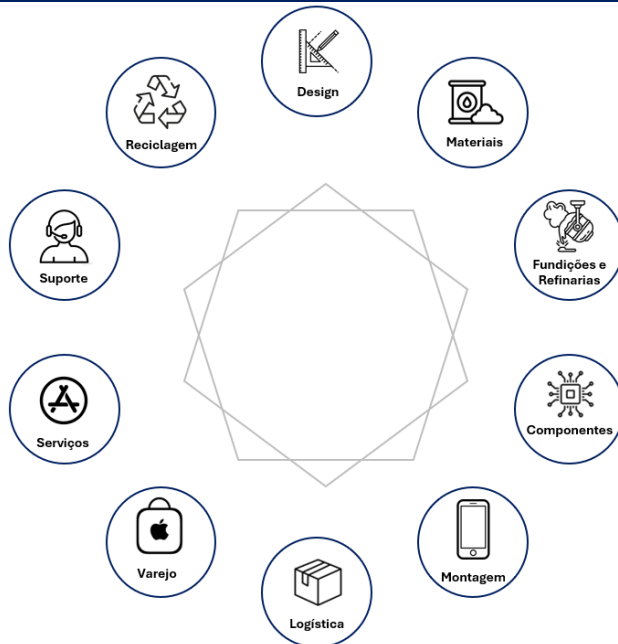 Design
Materiais
Fundições e
Refinarias
Componentes
Montagem
Logística
Varejo
Serviços
Suporte
Reciclagem